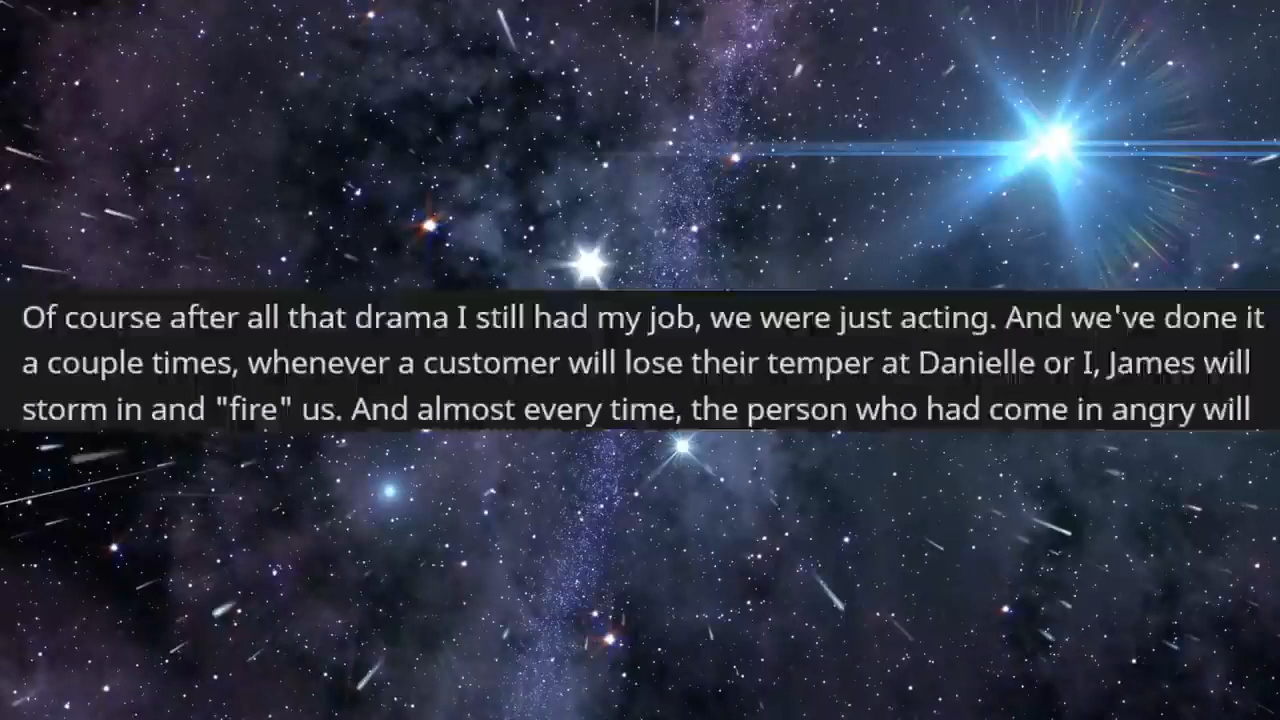 Of course after all that drama I still had my job, we were just acting. And we've done it
a couple times, whenever a customer will lose their temper at Danielle or I, James will
storm in and "fire" us. And almost every time, the person who had come in angry will